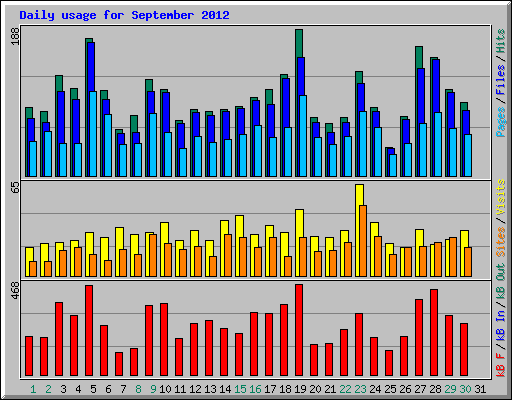 Daily usage for September 2012
188
Pages / Files / Hits
65
Sites / Visits
468
kB F / kB In / kB Out
1 2 3 4 5 6 7 8 9 10 11 12 13 14 15 16 17 18 19 20 21 22 23 24 25 26 27 28 29 30 31